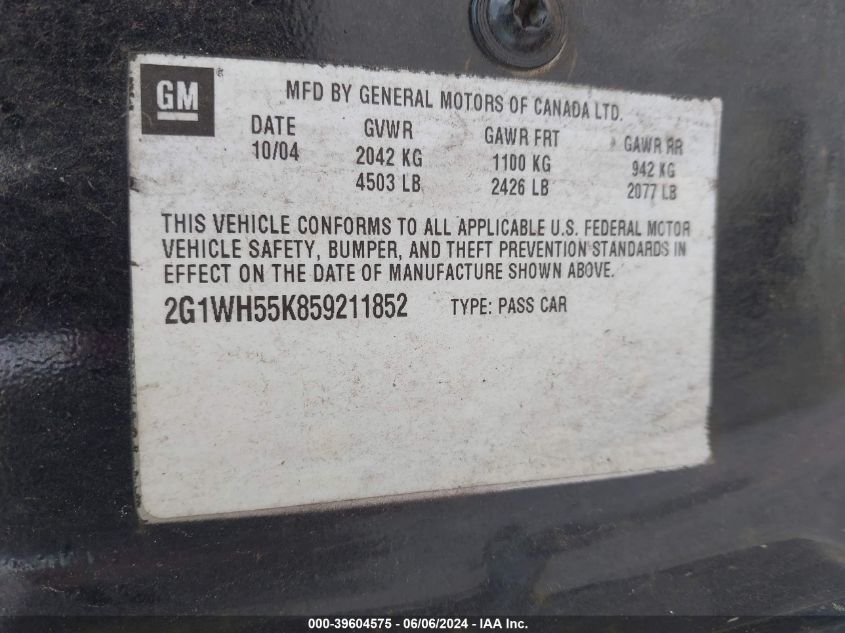 GM
MFD BY GENERAL MOTORS OF CANADA LTD.
DATE GVWR GAWR FRT GAWR RR
10/04 2042 KG 1100 KG 942 KG
4503 LB 2426 LB 2077 LB
THIS VEHICLE CONFORMS TO ALL APPLICABLE U.S. FEDERAL MOTOR
VEHICLE SAFETY, BUMPER, AND THEFT PREVENTION STANDARDS IN
EFFECT ON THE DATE OF MANUFACTURE SHOWN ABOVE.
2G1WH55K859211852 TYPE: PASS CAR
000-39604575 - 06/06/2024 - IAA Inc.